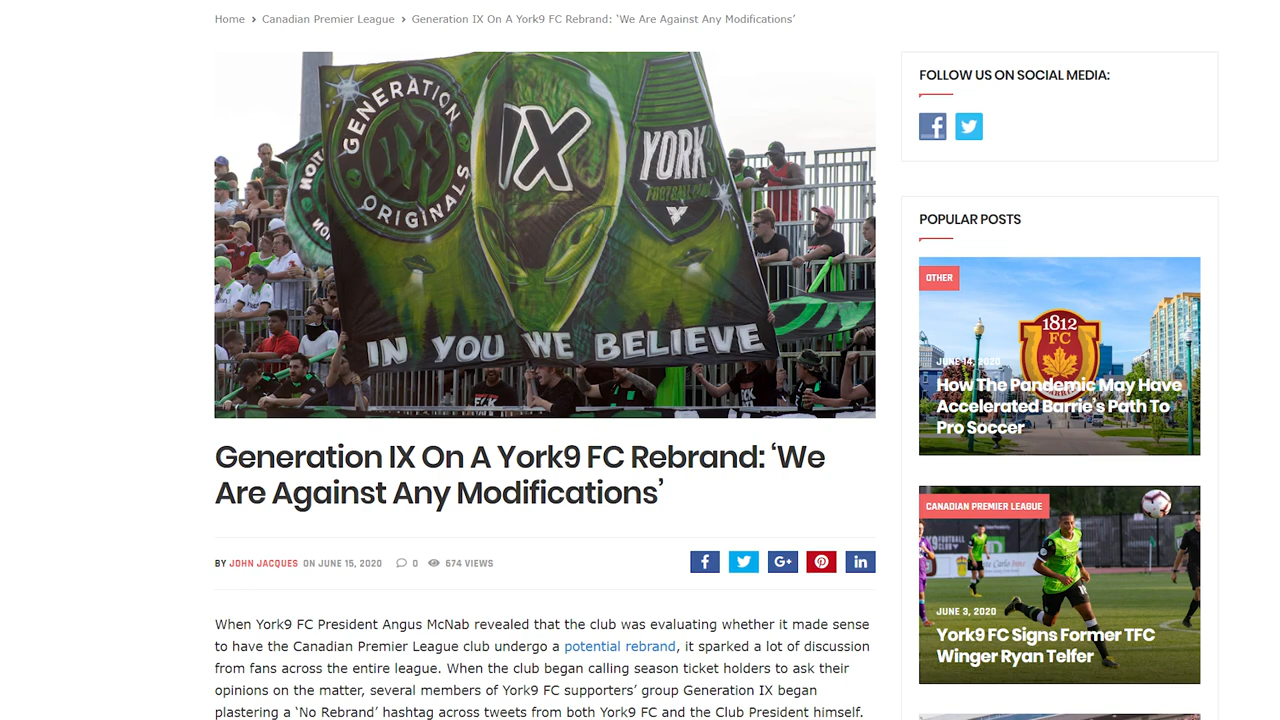 Home > Canadian Premier League > Generation IX On A York9 FC Rebrand: ‘We Are Against Any Modifications’
GENERATION
ORIGINALS
IX
YORK
FOOTBALL CLUB
IN YOU WE BELIEVE
Generation IX On A York9 FC Rebrand: ‘We
Are Against Any Modifications’
BY JOHN JACQUES ON JUNE 15, 2020 0 674 VIEWS
When York9 FC President Angus McNab revealed that the club was evaluating whether it made sense
to have the Canadian Premier League club undergo a potential rebrand, it sparked a lot of discussion
from fans across the entire league. When the club began calling season ticket holders to ask their
opinions on the matter, several members of York9 FC supporters’ group Generation IX began
plastering a ‘No Rebrand’ hashtag across tweets from both York9 FC and the Club President himself.
FOLLOW US ON SOCIAL MEDIA:
POPULAR POSTS
OTHER
1812
FC
JUNE 14, 2020
How The Pandemic May Have
Accelerated Barrie’s Path To
Pro Soccer
CANADIAN PREMIER LEAGUE
JUNE 3, 2020
York9 FC Signs Former TFC
Winger Ryan Telfer